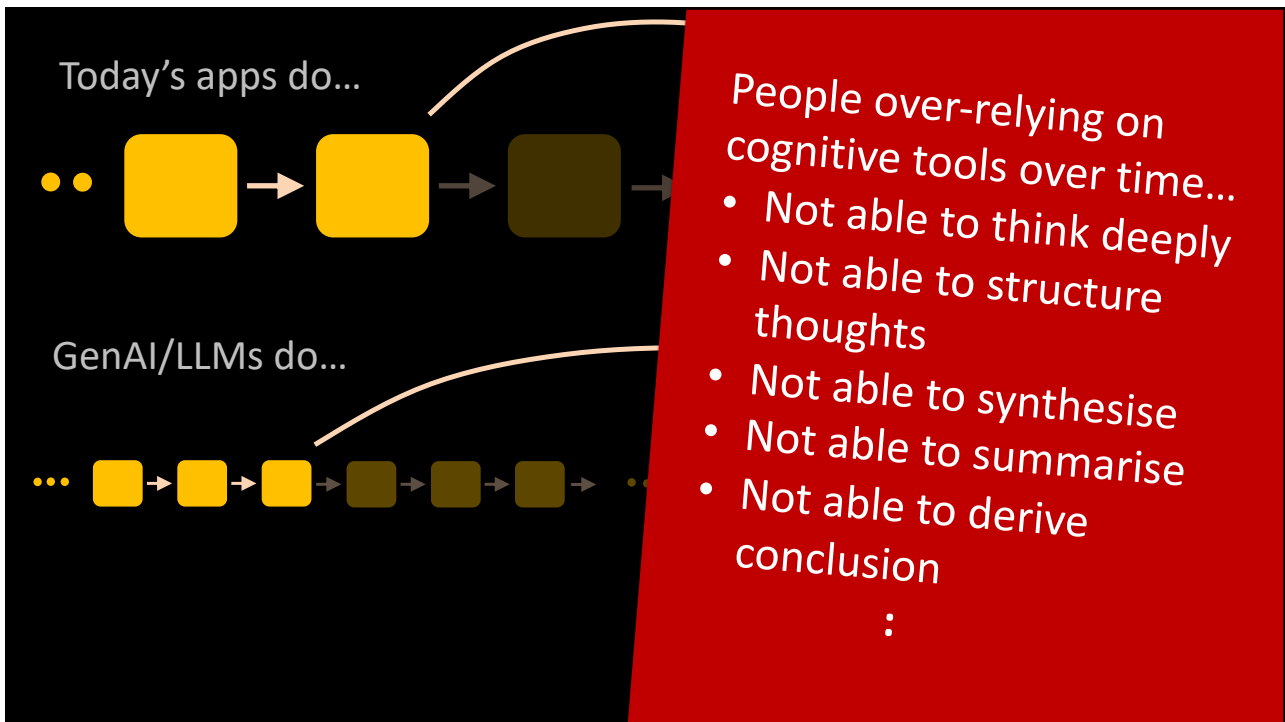 Today's apps do…
GenAI/LLMs do…
People over-relying on
cognitive tools over time…
• Not able to think deeply
• Not able to structure
thoughts
• Not able to synthesise
• Not able to summarise
• Not able to derive
conclusion
: